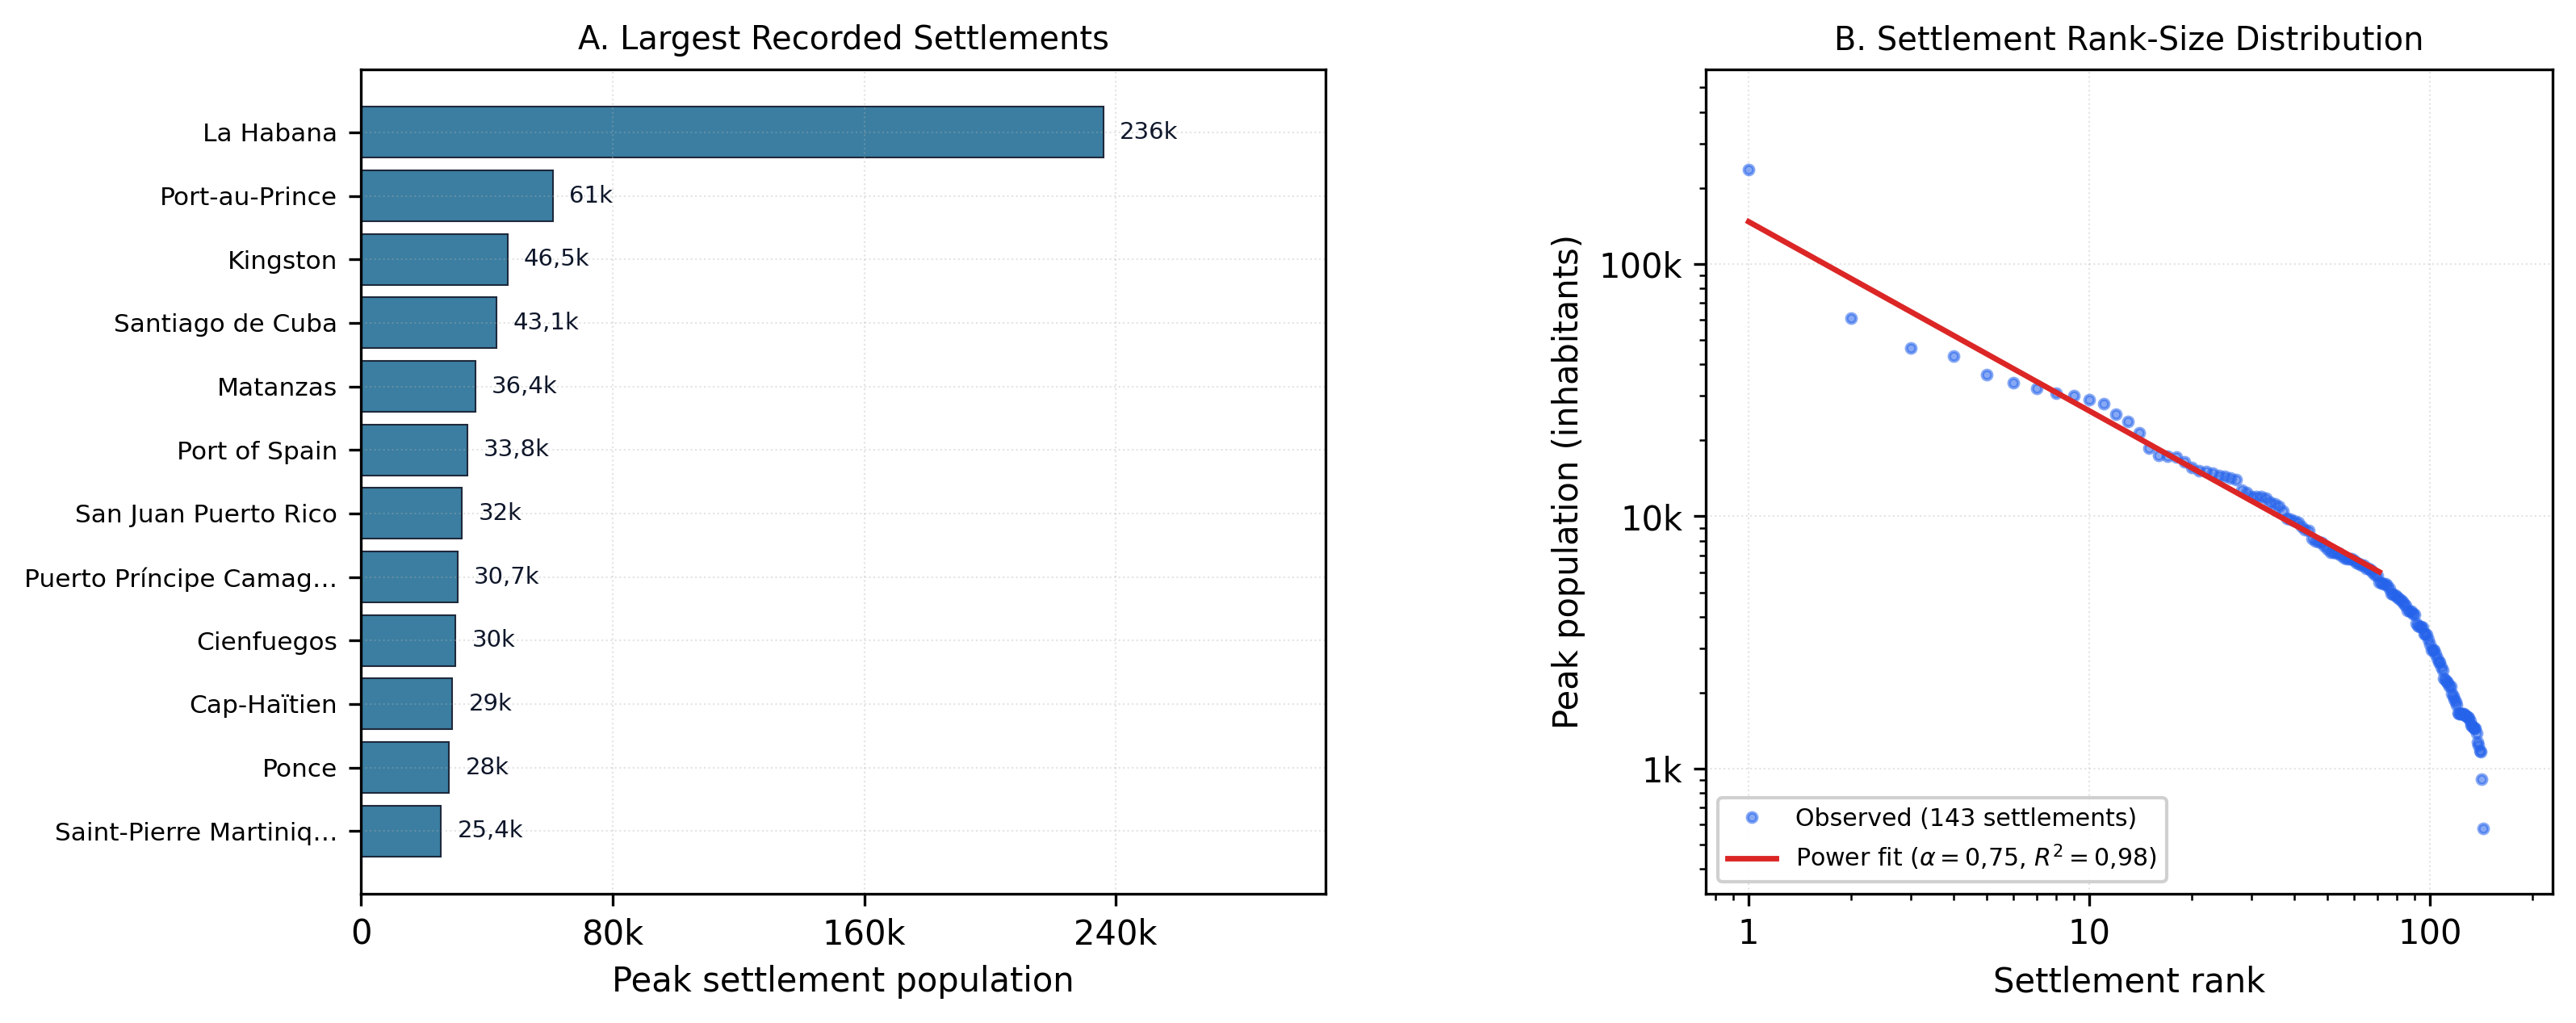 A. Largest Recorded Settlements
La Habana
236k
Port-au-Prince
61k
Kingston
46,5k
Santiago de Cuba
43,1k
Matanzas
36,4k
Port of Spain
33,8k
San Juan Puerto Rico
32k
Puerto Príncipe Camag...
30,7k
Cienfuegos
30k
Cap-Haïtien
29k
Ponce
28k
Saint-Pierre Martiniq...
25,4k
0 80k 160k 240k
Peak settlement population
B. Settlement Rank-Size Distribution
Peak population (inhabitants)
100k
10k
1k
Observed (143 settlements)
Power fit (α = 0,75, R² = 0,98)
1 10 100
Settlement rank